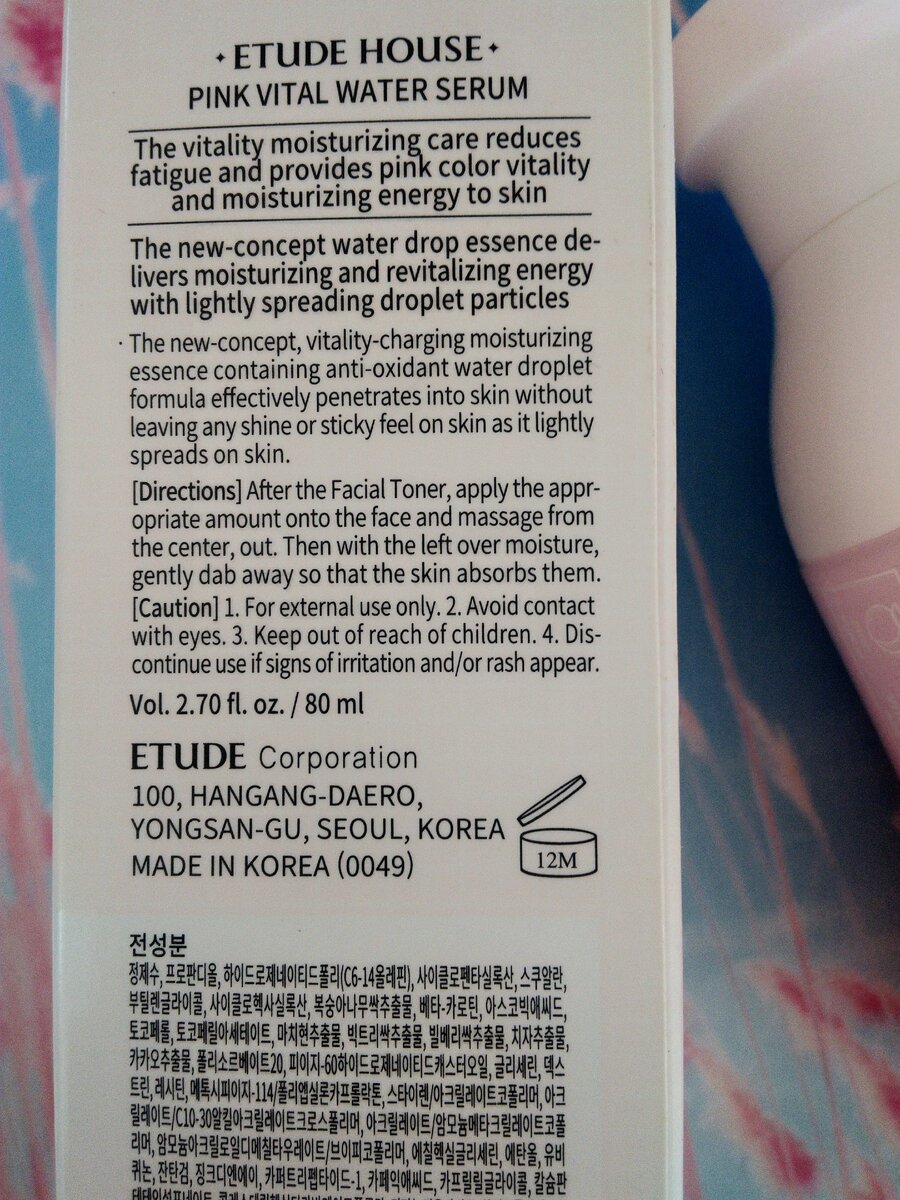 ETUDE HOUSE
PINK VITAL WATER SERUM
The vitality moisturizing care reduces
fatigue and provides pink color vitality
and moisturizing energy to skin
The new-concept water drop essence de-
livers moisturizing and revitalizing energy
with lightly spreading droplet particles
· The new-concept, vitality-charging moisturizing
essence containing anti-oxidant water droplet
formula effectively penetrates into skin without
leaving any shine or sticky feel on skin as it lightly
spreads on skin.
[Directions] After the Facial Toner, apply the appr-
opriate amount onto the face and massage from
the center, out. Then with the left over moisture,
gently dab away so that the skin absorbs them.
[Caution] 1. For external use only. 2. Avoid contact
with eyes. 3. Keep out of reach of children. 4. Dis-
continue use if signs of irritation and/or rash appear.
Vol. 2.70 fl. oz. / 80 ml
ETUDE Corporation
100, HANGANG-DAERO,
YONGSAN-GU, SEOUL, KOREA
MADE IN KOREA (0049)
12M
전성분
정제수, 프로판디올, 하이드로제네이티드폴리(C6-14올레핀), 사이클로펜타실록산, 스쿠알란,
부틸렌글라이콜, 사이클로헥사실록산, 복숭아나무싹추출물, 베타-카로틴, 아스코빅애씨드,
토코페롤, 토코페릴아세테이트, 마치현추출물, 빅트리싹추출물, 빌베리싹추출물, 치자추출물,
카카오추출물, 폴리소르베이트20, 피이지-60하이드로제네이티드캐스터오일, 글리세린, 덱스
트린, 레시틴, 메톡시피이지-114/폴리엡실론카프롤락톤, 스타이렌/아크릴레이트코폴리머, 아크
릴레이트/C10-30알킬아크릴레이트크로스폴리머, 아크릴레이트/암모늄메타크릴레이트코폴
리머, 암모늄아크릴로일디메칠타우레이트/브이피코폴리머, 에칠헥실글리세린, 에탄올, 유비
퀴논, 잔탄검, 징크디엔에이, 카퍼트리펩타이드-1, 카페익애씨드, 카프릴릴글라이콜, 칼슘판